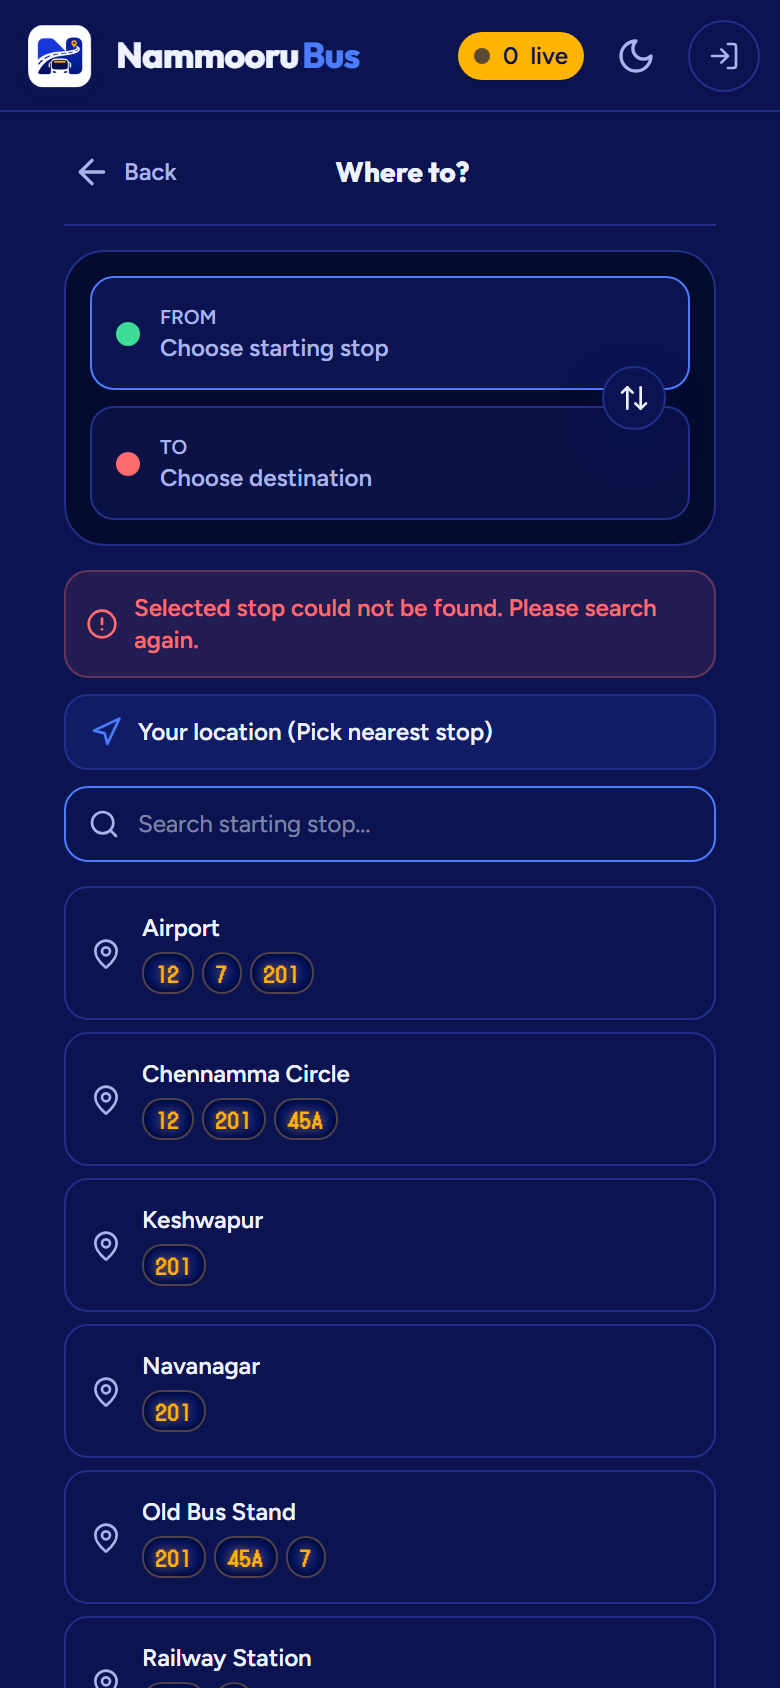 Nammooru Bus
0 live
Back
Where to?
FROM
Choose starting stop
TO
Choose destination
Selected stop could not be found. Please search
again.
Your location (Pick nearest stop)
Search starting stop...
Airport
12 7 201
Chennamma Circle
12 201 45A
Keshwapur
201
Navanagar
201
Old Bus Stand
201 45A 7
Railway Station